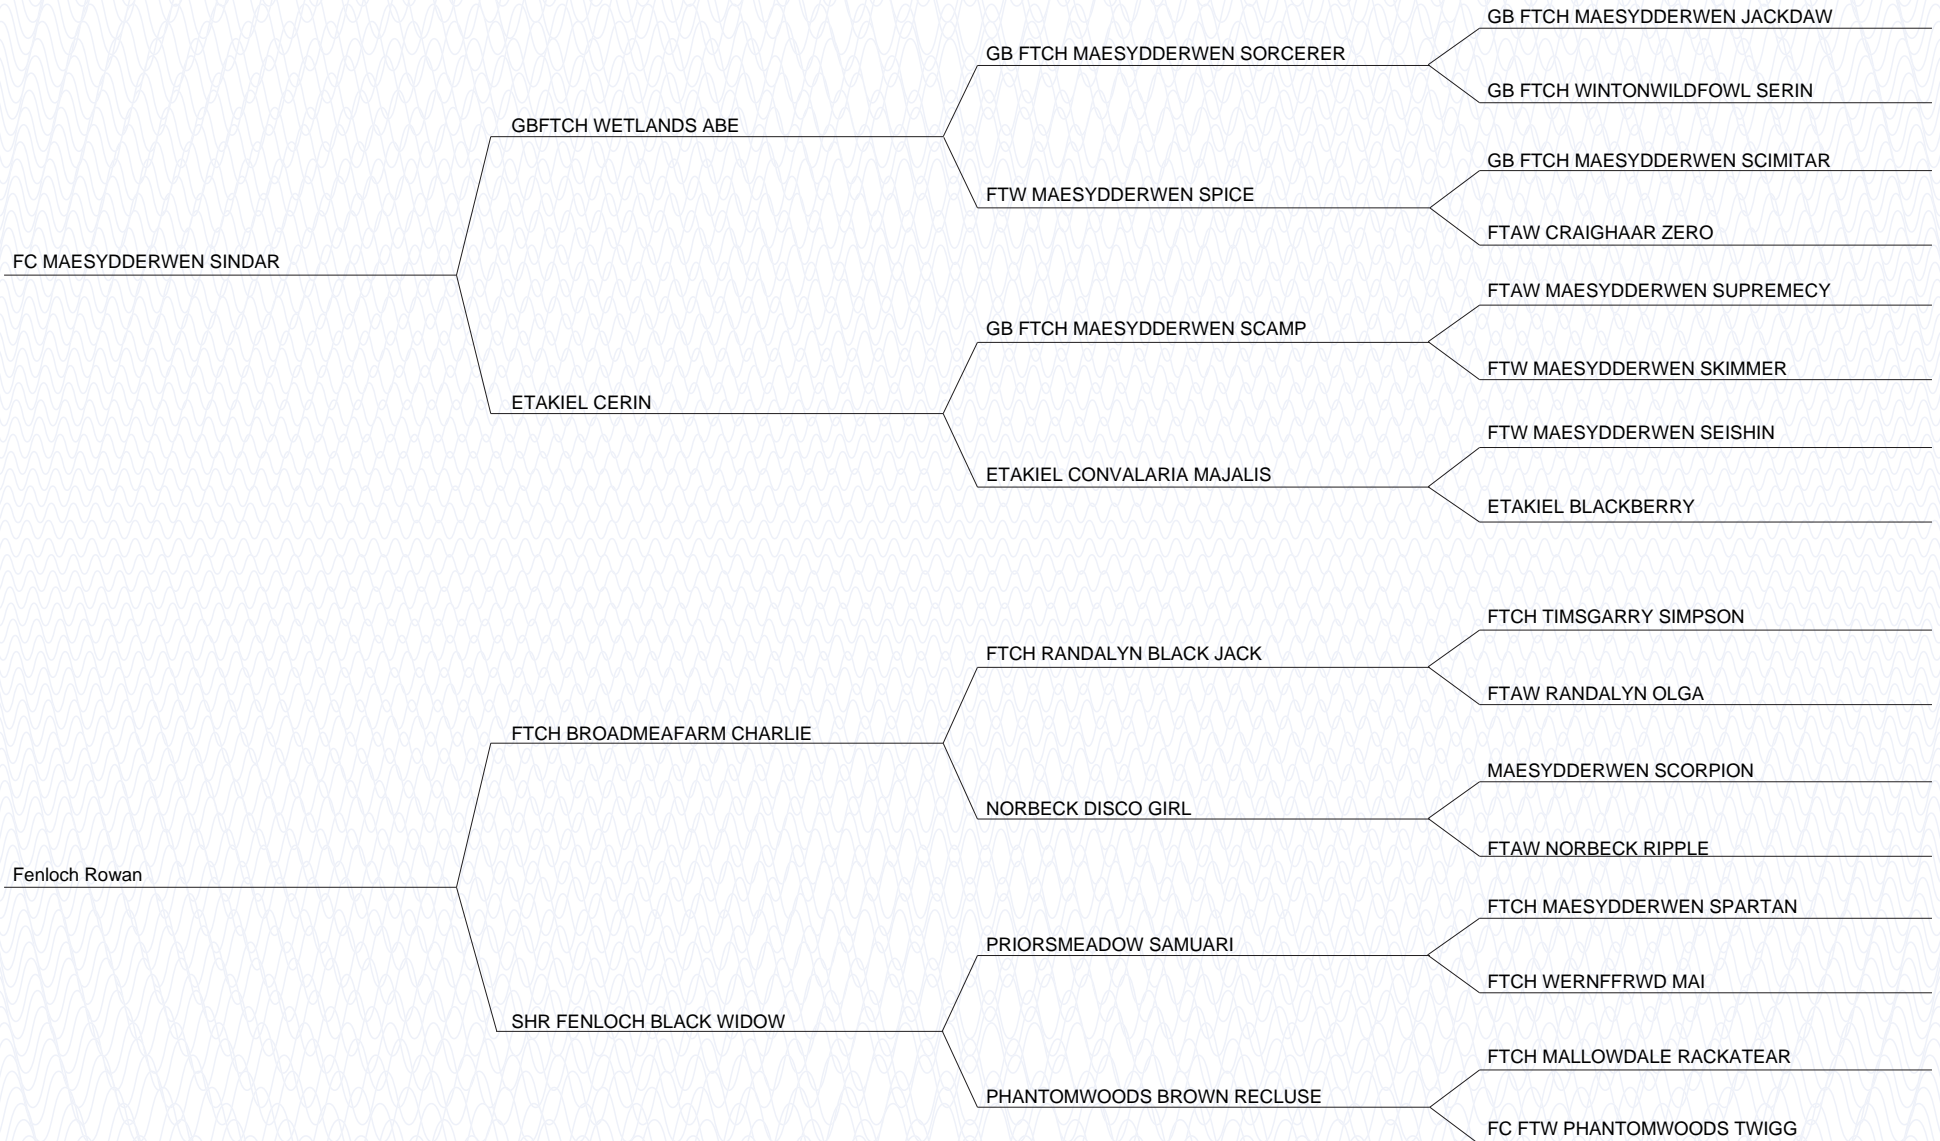 GB FTCH MAESYDDERWEN JACKDAW
GB FTCH MAESYDDERWEN SORCERER
GB FTCH WINTONWILDFOWL SERIN
GBFTCH WETLANDS ABE
GB FTCH MAESYDDERWEN SCIMITAR
FTW MAESYDDERWEN SPICE
FTAW CRAIGHAAR ZERO
FC MAESYDDERWEN SINDAR
FTAW MAESYDDERWEN SUPREMECY
GB FTCH MAESYDDERWEN SCAMP
FTW MAESYDDERWEN SKIMMER
ETAKIEL CERIN
FTW MAESYDDERWEN SEISHIN
ETAKIEL CONVALARIA MAJALIS
ETAKIEL BLACKBERRY
FTCH TIMSGARRY SIMPSON
FTCH RANDALYN BLACK JACK
FTAW RANDALYN OLGA
FTCH BROADMEAFARM CHARLIE
MAESYDDERWEN SCORPION
NORBECK DISCO GIRL
FTAW NORBECK RIPPLE
Fenloch Rowan
FTCH MAESYDDERWEN SPARTAN
PRIORSMEADOW SAMUARI
FTCH WERNFFRWD MAI
SHR FENLOCH BLACK WIDOW
FTCH MALLOWDALE RACKATEAR
PHANTOMWOODS BROWN RECLUSE
FC FTW PHANTOMWOODS TWIGG